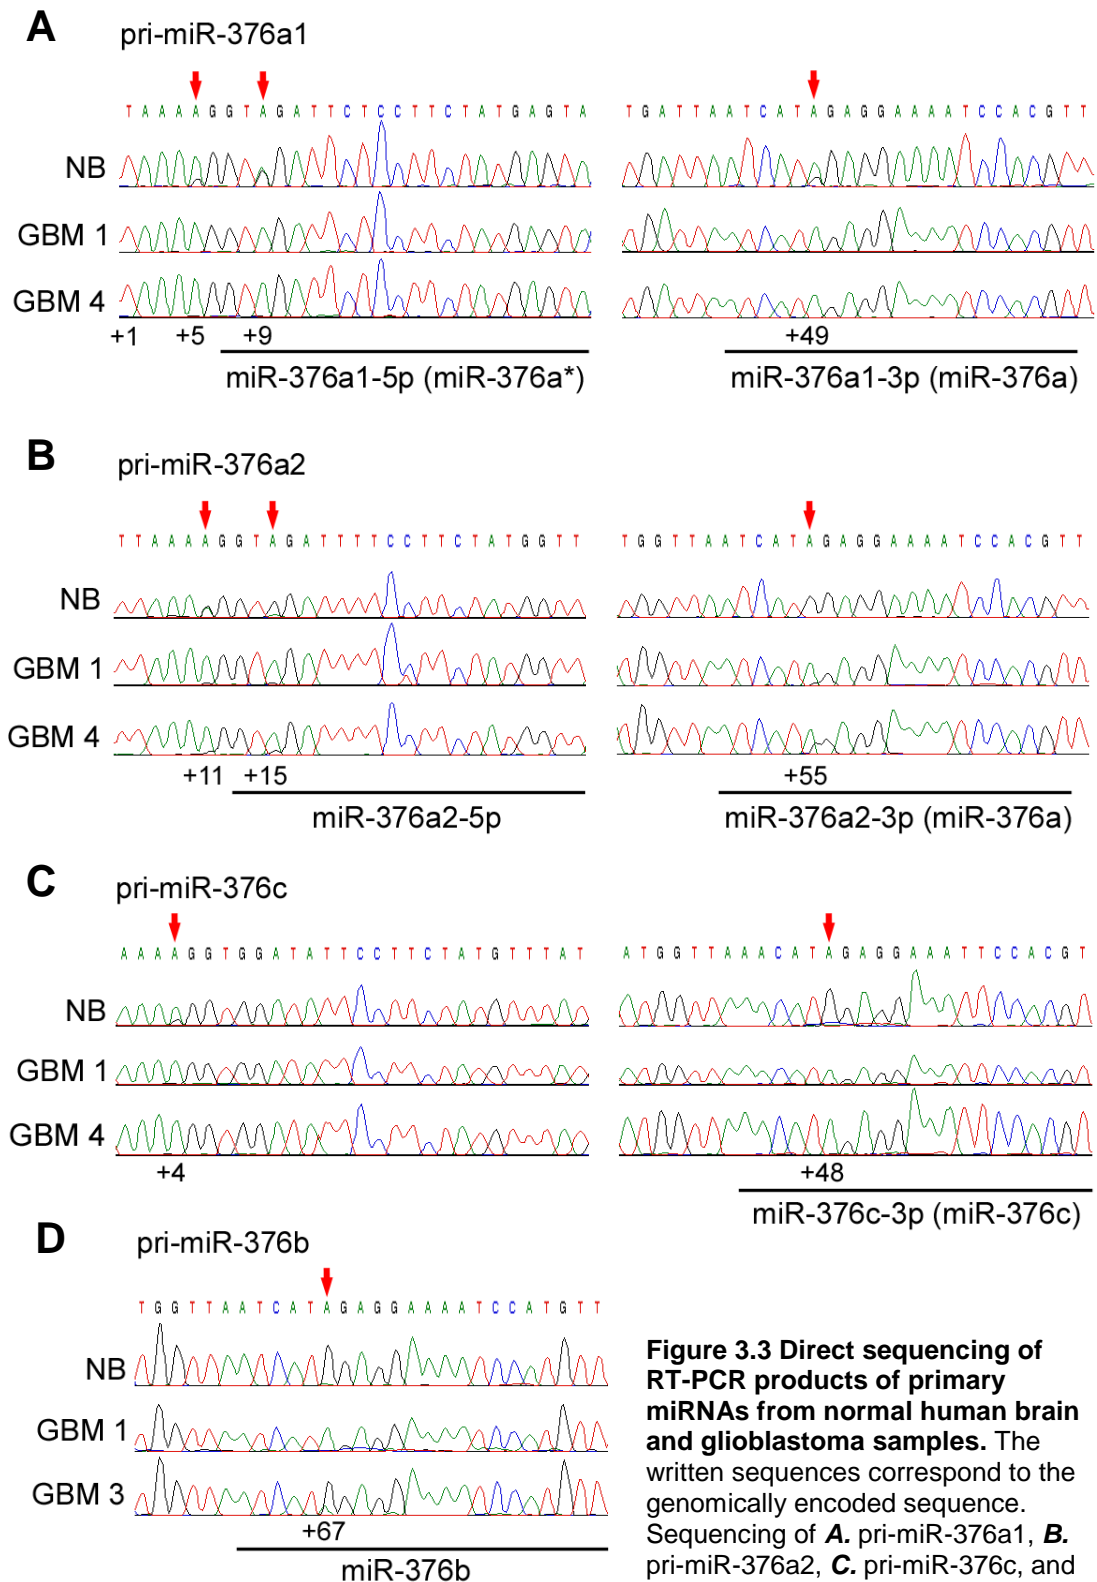 A
pri-miR-376a1
T A A A A G G T A G A T T C T C C T T C T A T G A G T A
T G A T T A A T C A T A G A G G A A A A T C C A C G T T
NB
GBM 1
GBM 4
+1 +5 +9
+49
miR-376a1-5p (miR-376a*)
miR-376a1-3p (miR-376a)
B
pri-miR-376a2
T T A A A A G G T A G A T T T T C C T T C T A T G G T T
T G G T T A A T C A T A G A G G A A A A T C C A C G T T
NB
GBM 1
GBM 4
+11 +15
+55
miR-376a2-5p
miR-376a2-3p (miR-376a)
C
pri-miR-376c
A A A A G G T G G A T A T T C C T T C T A T G T T T A T
A T G G T T A A A C A T A G A G G A A A T T C C A C G T
NB
GBM 1
GBM 4
+4
+48
miR-376c-3p (miR-376c)
D
pri-miR-376b
T G G T T A A T C A T A G A G G A A A A T C C A T G T T
NB
GBM 1
GBM 3
+67
miR-376b
Figure 3.3 Direct sequencing of
RT-PCR products of primary
miRNAs from normal human brain
and glioblastoma samples. The
written sequences correspond to the
genomically encoded sequence.
Sequencing of A. pri-miR-376a1, B.
pri-miR-376a2, C. pri-miR-376c, and